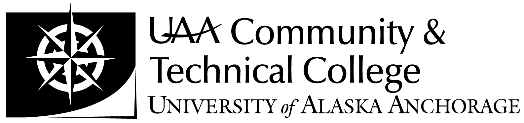 UAA Community &
Technical College
UNIVERSITY of ALASKA ANCHORAGE